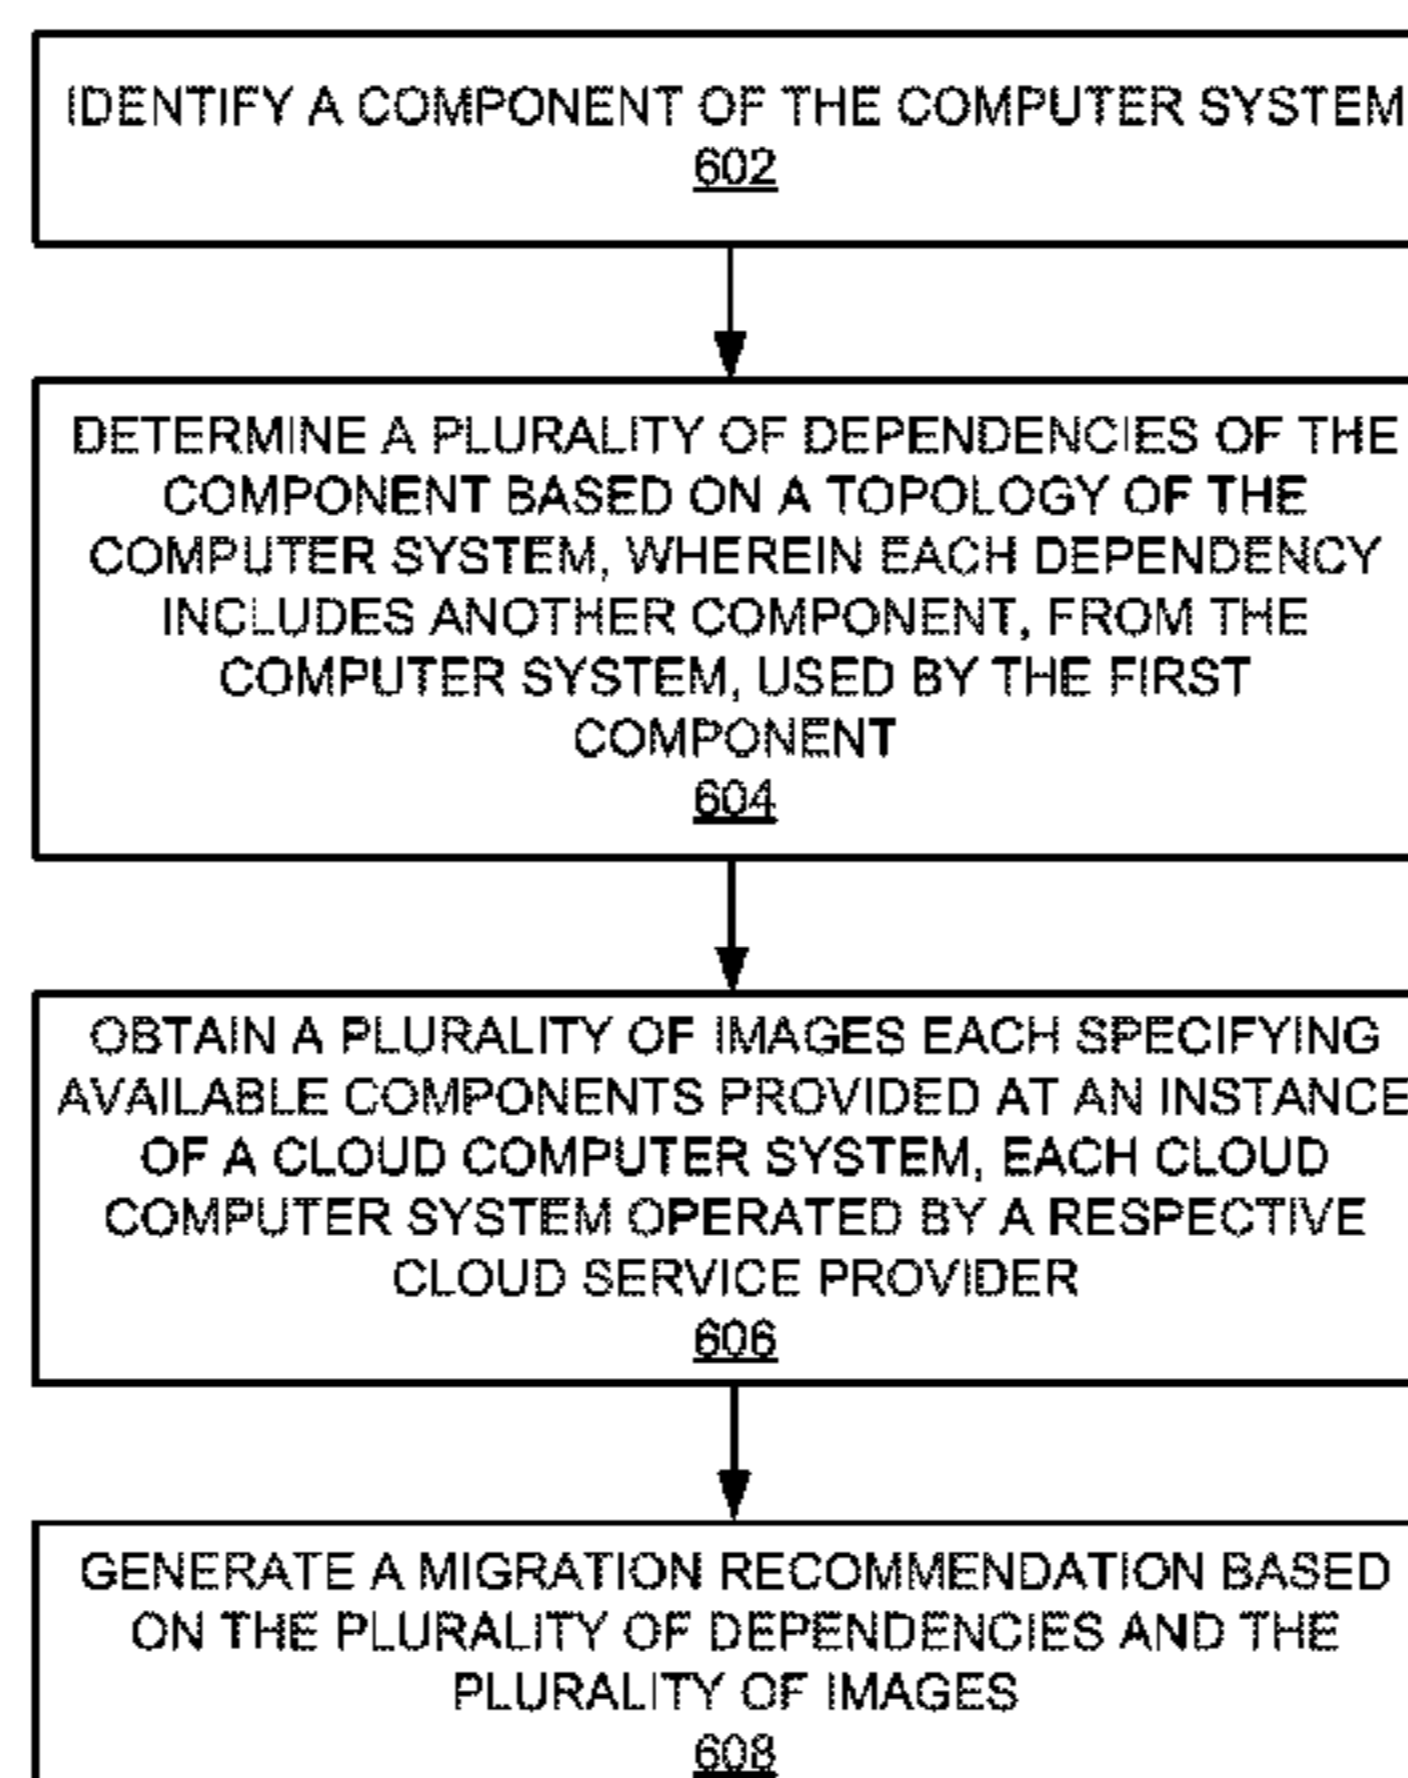 IDENTIFY A COMPONENT OF THE COMPUTER SYSTEM
602
DETERMINE A PLURALITY OF DEPENDENCIES OF THE
COMPONENT BASED ON A TOPOLOGY OF THE
COMPUTER SYSTEM, WHEREIN EACH DEPENDENCY
INCLUDES ANOTHER COMPONENT, FROM THE
COMPUTER SYSTEM, USED BY THE FIRST
COMPONENT
604
OBTAIN A PLURALITY OF IMAGES EACH SPECIFYING
AVAILABLE COMPONENTS PROVIDED AT AN INSTANCE
OF A CLOUD COMPUTER SYSTEM, EACH CLOUD
COMPUTER SYSTEM OPERATED BY A RESPECTIVE
CLOUD SERVICE PROVIDER
606
GENERATE A MIGRATION RECOMMENDATION BASED
ON THE PLURALITY OF DEPENDENCIES AND THE
PLURALITY OF IMAGES
608